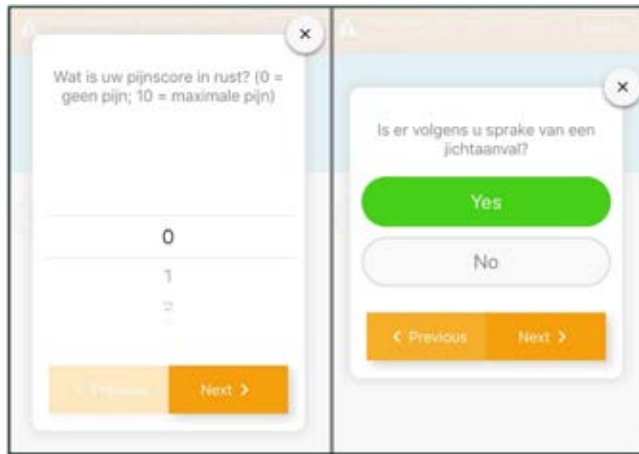 ×
Wat is uw pijnscore in rust? (0 =
geen pijn; 10 = maximale pijn)
0
1
2
Next >
×
Is er volgens u sprake van een
jichtaanval?
Yes
No
< Previous
Next >